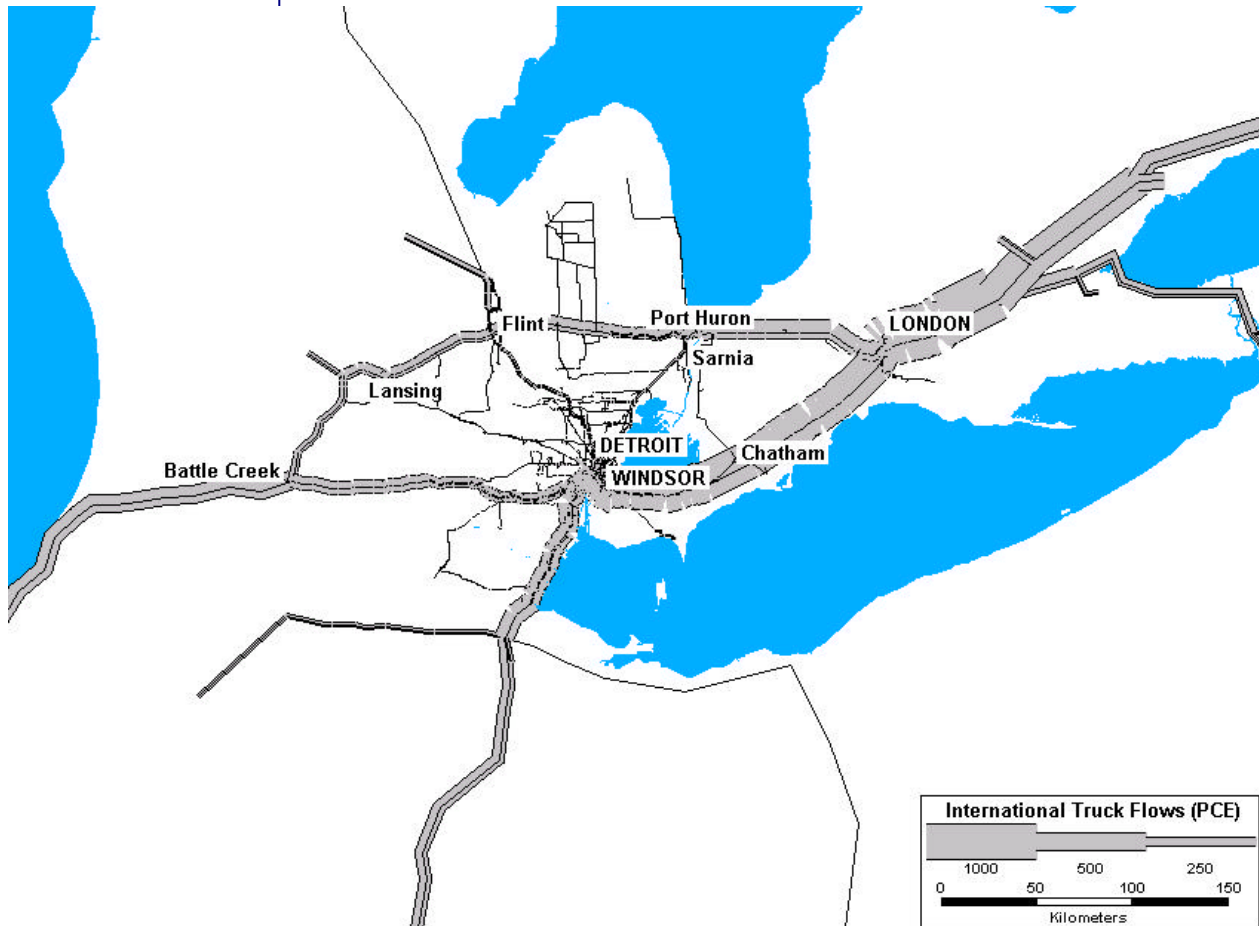 Port Huron
Flint
LONDON
Sarnia
Lansing
DETROIT
Chatham
Battle Creek
WINDSOR
International Truck Flows (PCE)
1000 500 250
0 50 100 150
Kilometers